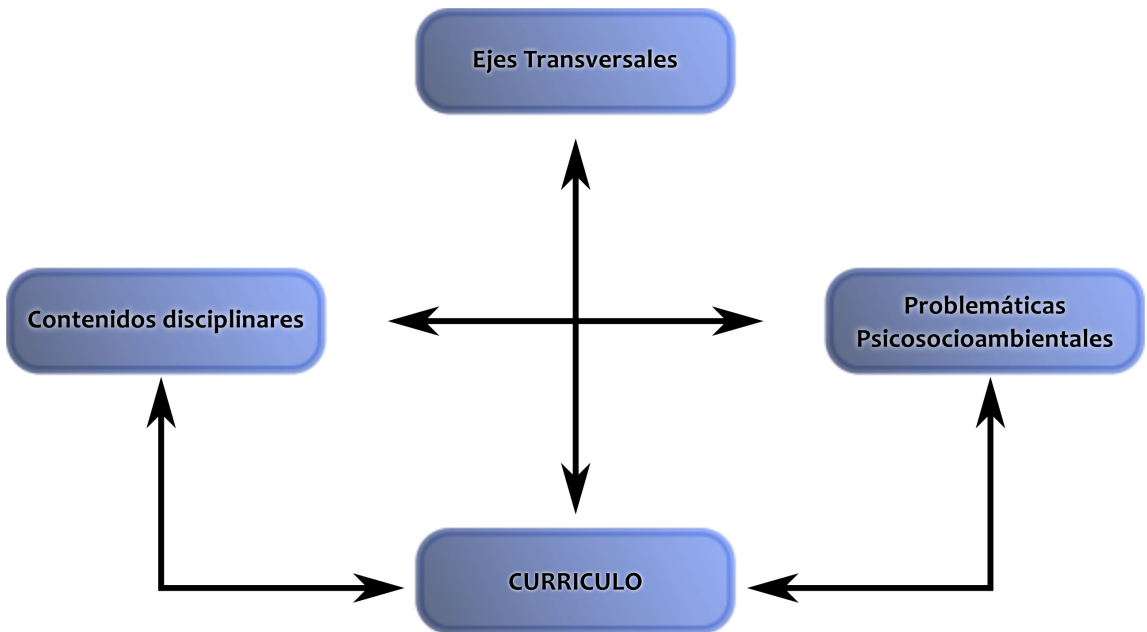 Ejes Transversales
Contenidos disciplinares
Problemáticas
Psicosocioambientales
CURRICULO